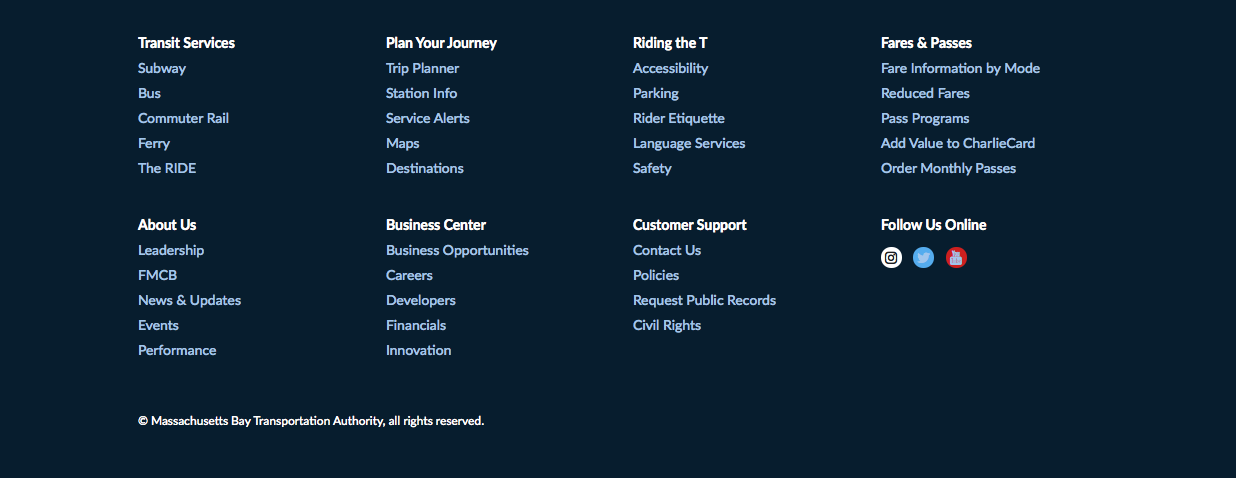 Transit Services
Subway
Bus
Commuter Rail
Ferry
The RIDE
Plan Your Journey
Trip Planner
Station Info
Service Alerts
Maps
Destinations
Riding the T
Accessibility
Parking
Rider Etiquette
Language Services
Safety
Fares & Passes
Fare Information by Mode
Reduced Fares
Pass Programs
Add Value to CharlieCard
Order Monthly Passes
About Us
Leadership
FMCB
News & Updates
Events
Performance
Business Center
Business Opportunities
Careers
Developers
Financials
Innovation
Customer Support
Contact Us
Policies
Request Public Records
Civil Rights
Follow Us Online
© Massachusetts Bay Transportation Authority, all rights reserved.